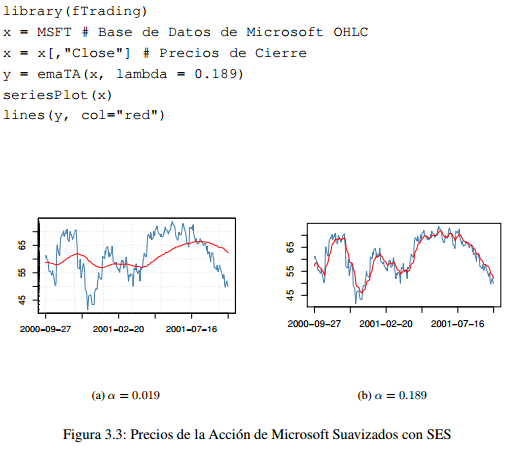 library(fTrading)
x = MSFT # Base de Datos de Microsoft OHLC
x = x[,"Close"] # Precios de Cierre
y = emaTA(x, lambda = 0.189)
seriesPlot(x)
lines(y, col="red")
65
55
45
2000-09-27 2001-02-20 2001-07-16
65
55
45
2000-09-27 2001-02-20 2001-07-16
(a) α = 0.019
(b) α = 0.189
Figura 3.3: Precios de la Acción de Microsoft Suavizados con SES